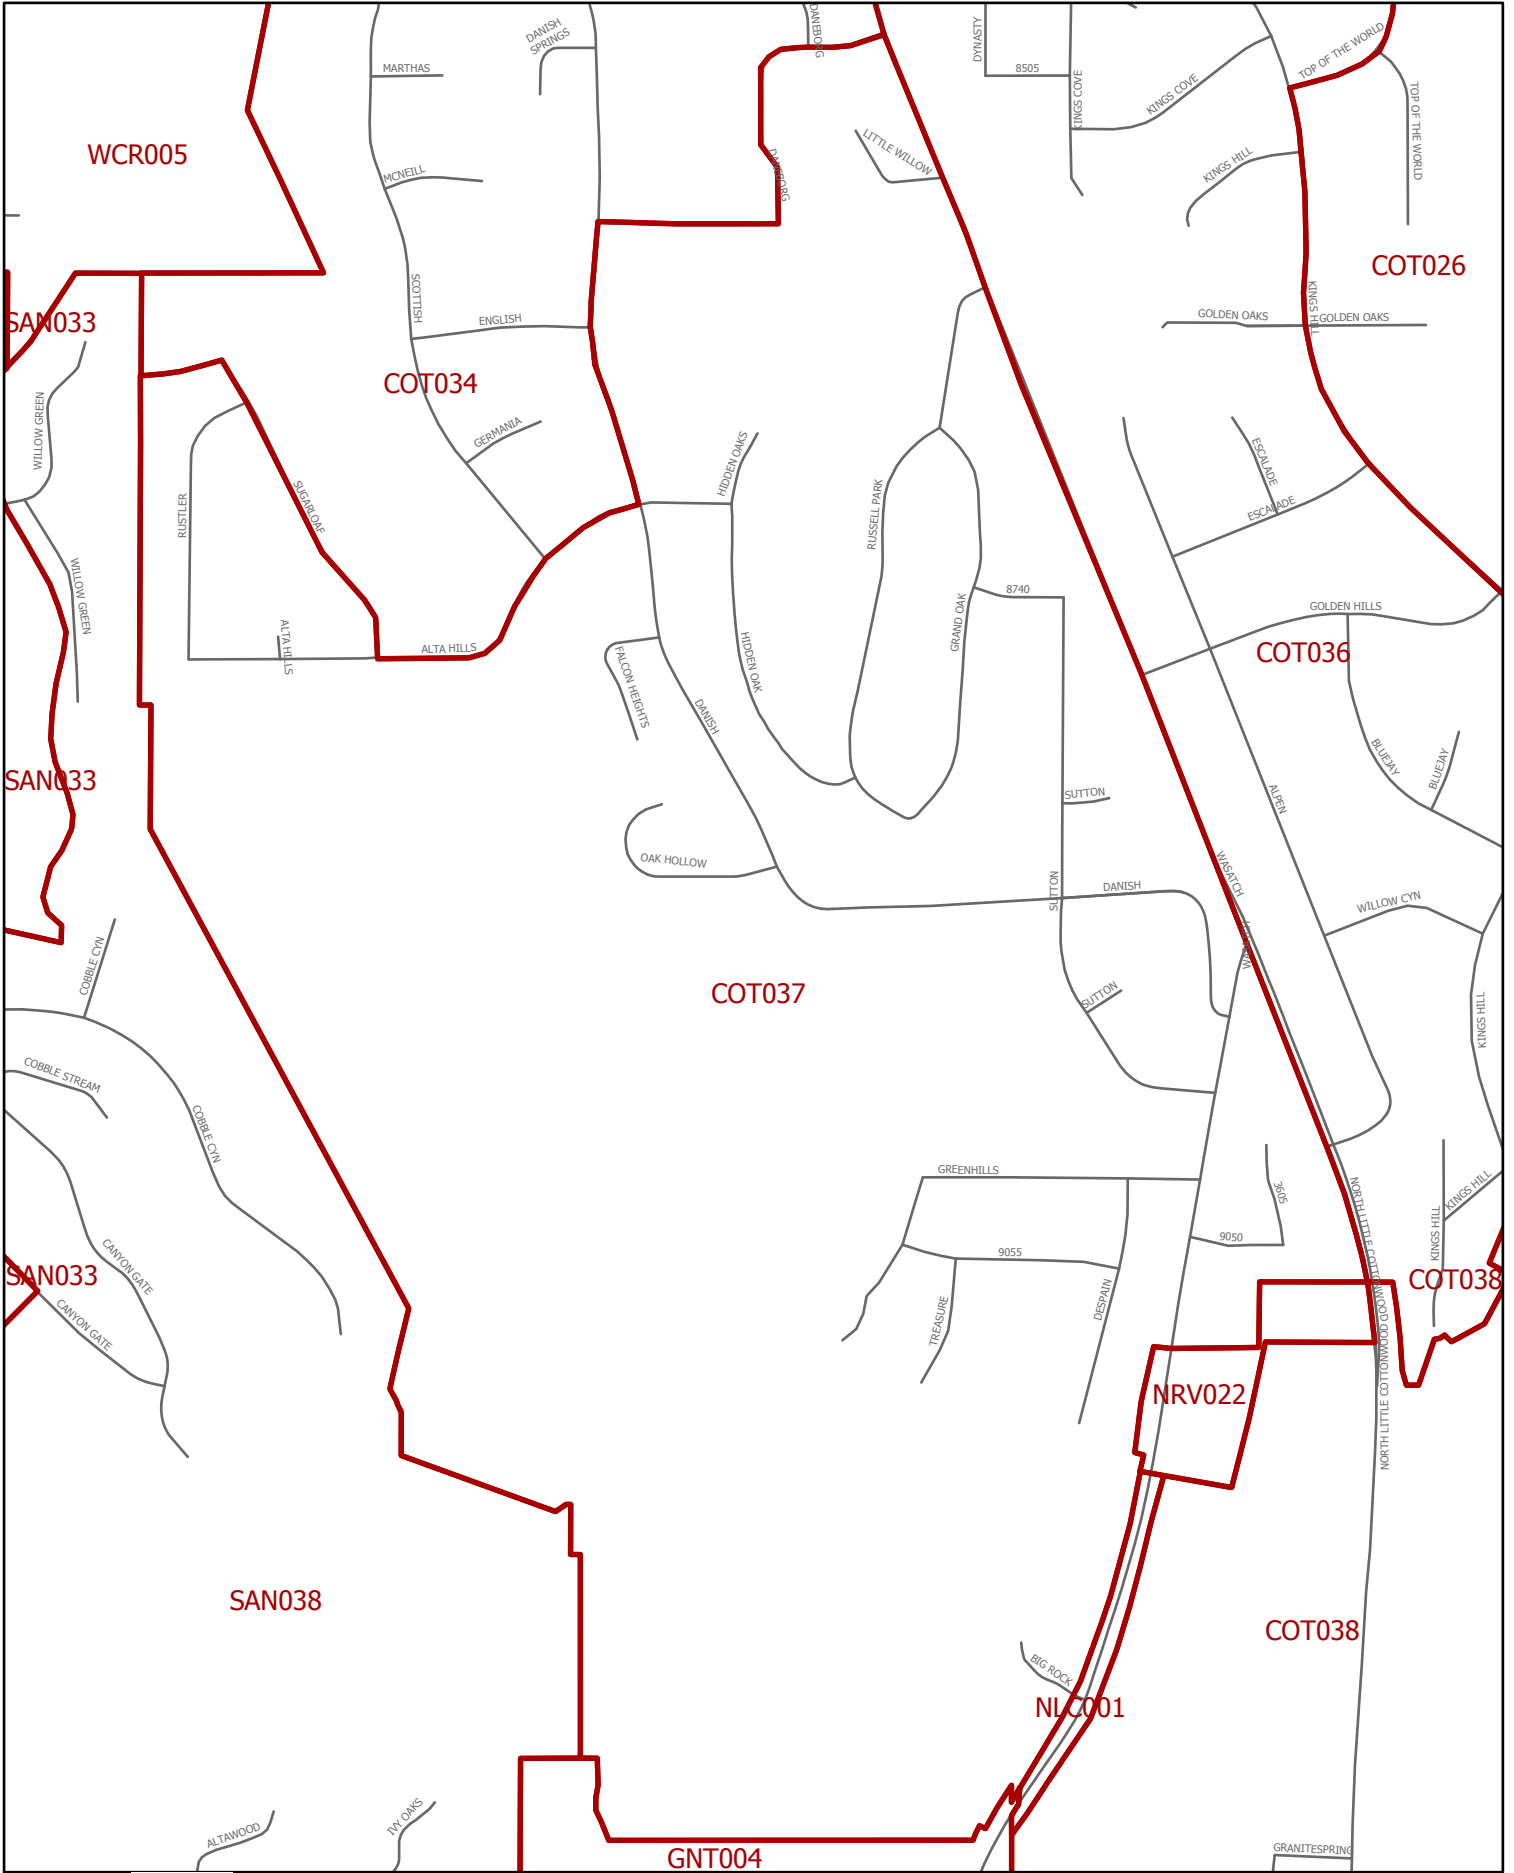 DANISH
SPRINGS
DANEBORG
DYNASTY
TOP OF THE WORLD
MARTHAS
8505
KINGS COVE
KINGS COVE
TOP OF THE WORLD
WCR005
MCNEILL
DANEBORG
LITTLE WILLOW
KINGS HILL
COT026
SAN033
SCOTTISH
ENGLISH
GOLDEN OAKS
KINGS HILL
GOLDEN OAKS
COT034
WILLOW GREEN
GERMANIA
HIDDEN OAKS
ESCALADE
RUSTLER
SUGARLOAF
RUSSELL PARK
ESCALADE
WILLOW GREEN
8740
GOLDEN HILLS
ALTA HILLS
ALTA HILLS
HIDDEN OAK
GRAND OAK
COT036
FALCON HEIGHTS
DANISH
BLUEJAY
BLUEJAY
SAN033
SUTTON
ALPEN
OAK HOLLOW
SUTTON
DANISH
WASATCH
WILLOW CYN
WASATCH
COBBLE CYN
COT037
SUTTON
KINGS HILL
COBBLE STREAM
COBBLE CYN
GREENHILLS
3605
KINGS HILL
NORTH LITTLE COTTONWOOD
KINGS HILL
9050
9055
CANYON GATE
SAN033
COT038
CANYON GATE
TREASURE
DESPAIN
NRV022
NORTH LITTLE COTTONWOOD
SAN038
COT038
BIG ROCK
NLC001
ALTAWOOD
IVY OAKS
GNT004
GRANITESPRING